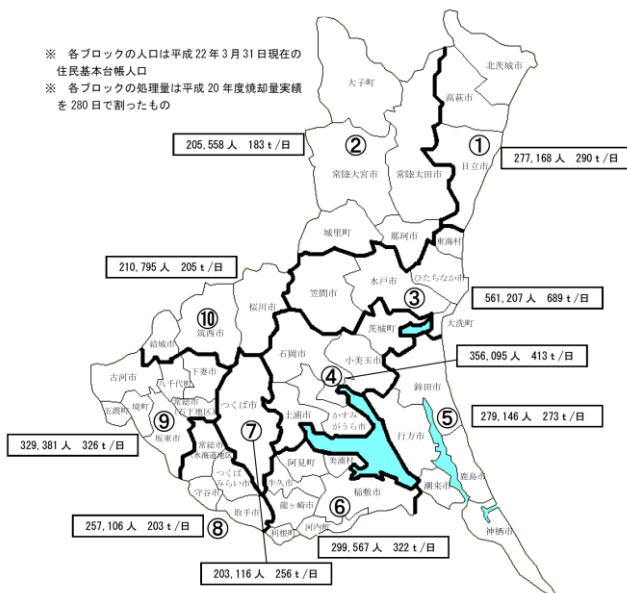 ※ 各ブロックの人口は平成22年3月31日現在の
住民基本台帳人口
※ 各ブロックの処理量は平成20年度焼却量実績
を280日で割ったもの
北茨城市
大子町
高萩市
①
②
205,558人 183t/日
277,168人 290t/日
日立市
常陸大宮市
常陸太田市
城里町
那珂市
東海村
210,795人 205t/日
ひたちなか市
水戸市
笠間市
③
561,207人 689t/日
桜川市
⑩
筑西市
茨城町
大洗町
結城市
石岡市
小美玉市
356,095人 413t/日
古河市
下妻市
八千代町
④
鉾田市
五霞町
境町
常総市
(石下地区)
つくば市
かすみ
がうら市
⑤
279,146人 273t/日
⑨
坂東市
⑦
土浦市
行方市
329,381人 326t/日
常総市
(水海道地区)
阿見町
美浦村
鹿島市
つくば
みらい市
牛久市
稲敷市
潮来市
守谷市
⑥
取手市
龍ヶ崎市
神栖市
257,106人 203t/日
⑧
利根町
河内町
299,567人 322t/日
203,116人 256t/日